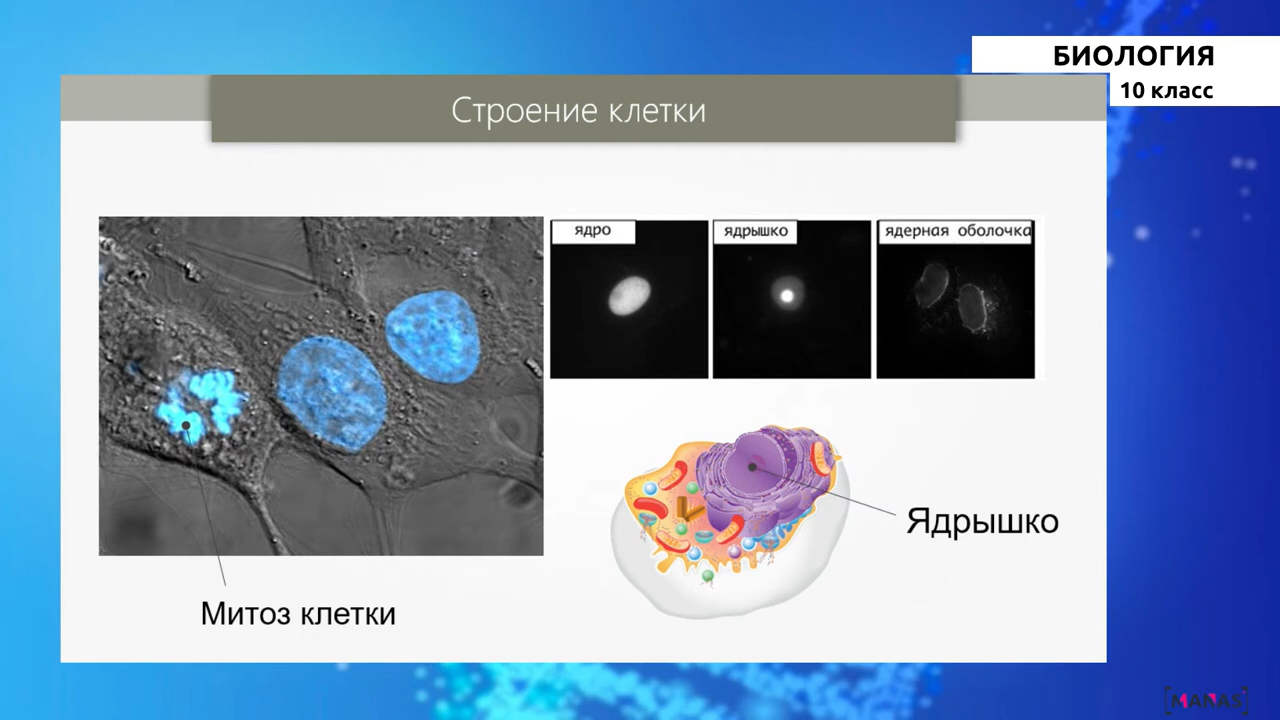 БИОЛОГИЯ
10 класс
Строение клетки
ядро
ядрышко
ядерная оболочка
Ядрышко
Митоз клетки
MANAS